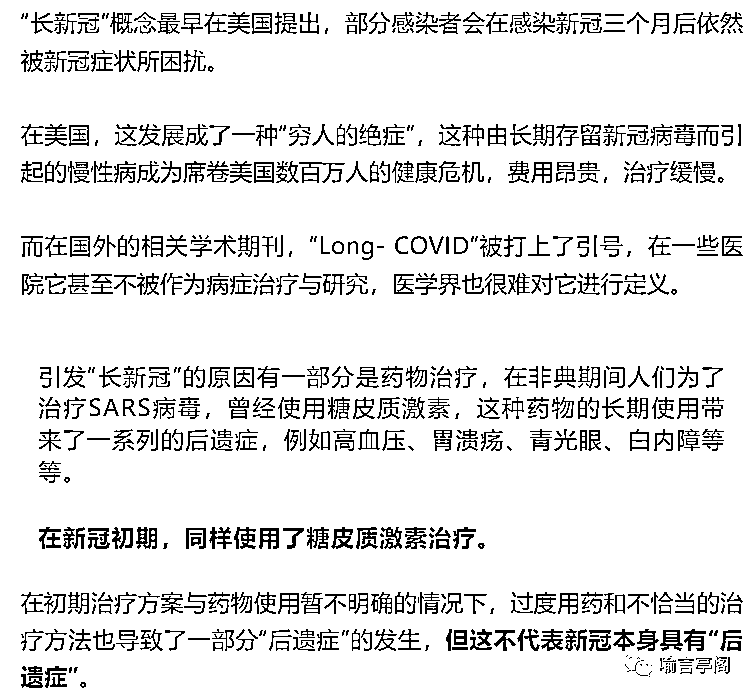 “长新冠”概念最早在美国提出，部分感染者会在感染新冠三个月后依然
被新冠症状所困扰。
在美国，这发展成了一种“穷人的绝症”，这种由长期存留新冠病毒而引
起的慢性病成为席卷美国数百万人的健康危机，费用昂贵，治疗缓慢。
而在国外的相关学术期刊，“Long- COVID”被打上了引号，在一些医
院它甚至不被作为病症治疗与研究，医学界也很难对它进行定义。
引发“长新冠”的原因有一部分是药物治疗，在非典期间人们为了
治疗SARS病毒，曾经使用糖皮质激素，这种药物的长期使用带
来了一系列的后遗症，例如高血压、胃溃疡、青光眼、白内障等
等。
在新冠初期，同样使用了糖皮质激素治疗。
在初期治疗方案与药物使用暂不明确的情况下，过度用药和不恰当的治
疗方法也导致了一部分“后遗症”的发生，但这不代表新冠本身具有“后
遗症”。
喻言亭阁